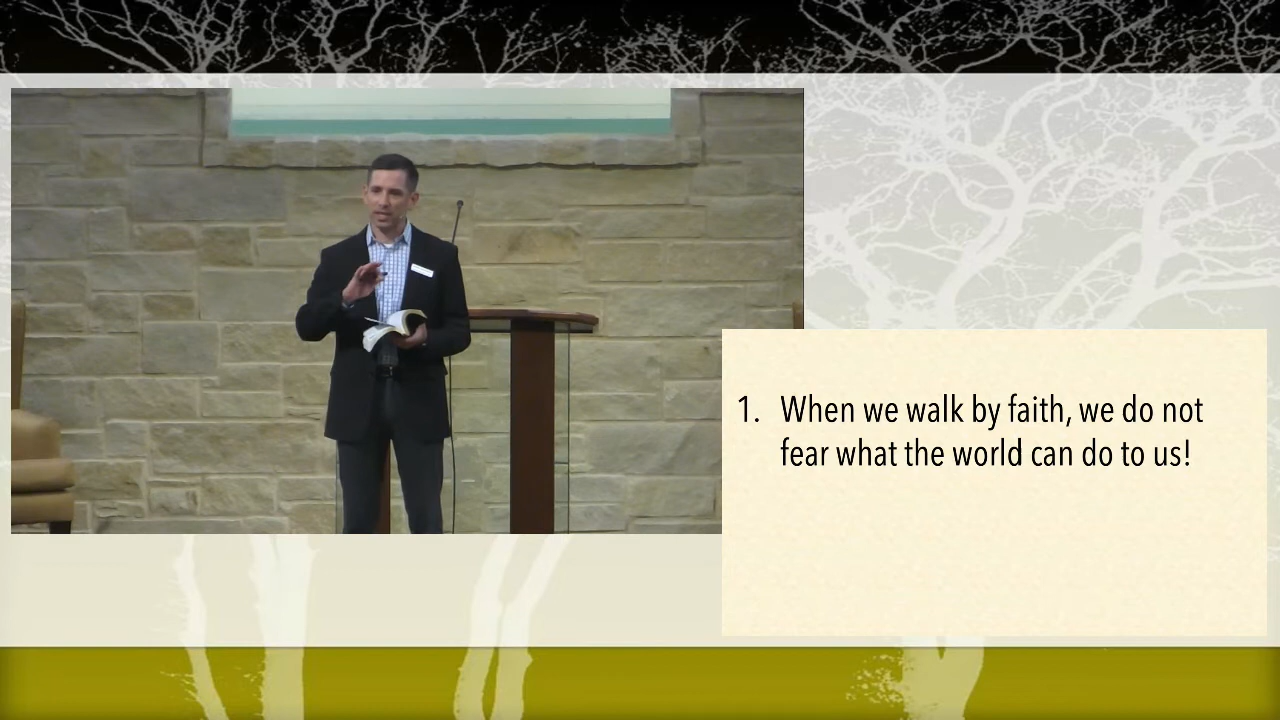 1. When we walk by faith, we do not
fear what the world can do to us!